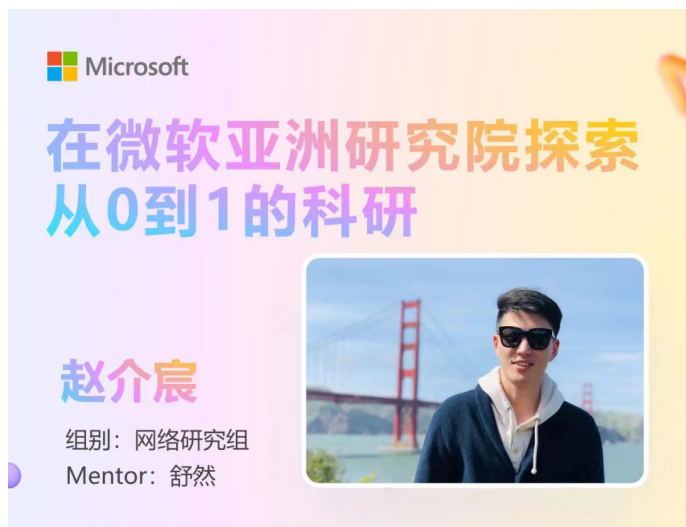 Microsoft
在微软亚洲研究院探索
从0到1的科研
赵介宸
组别：网络研究组
Mentor：舒然